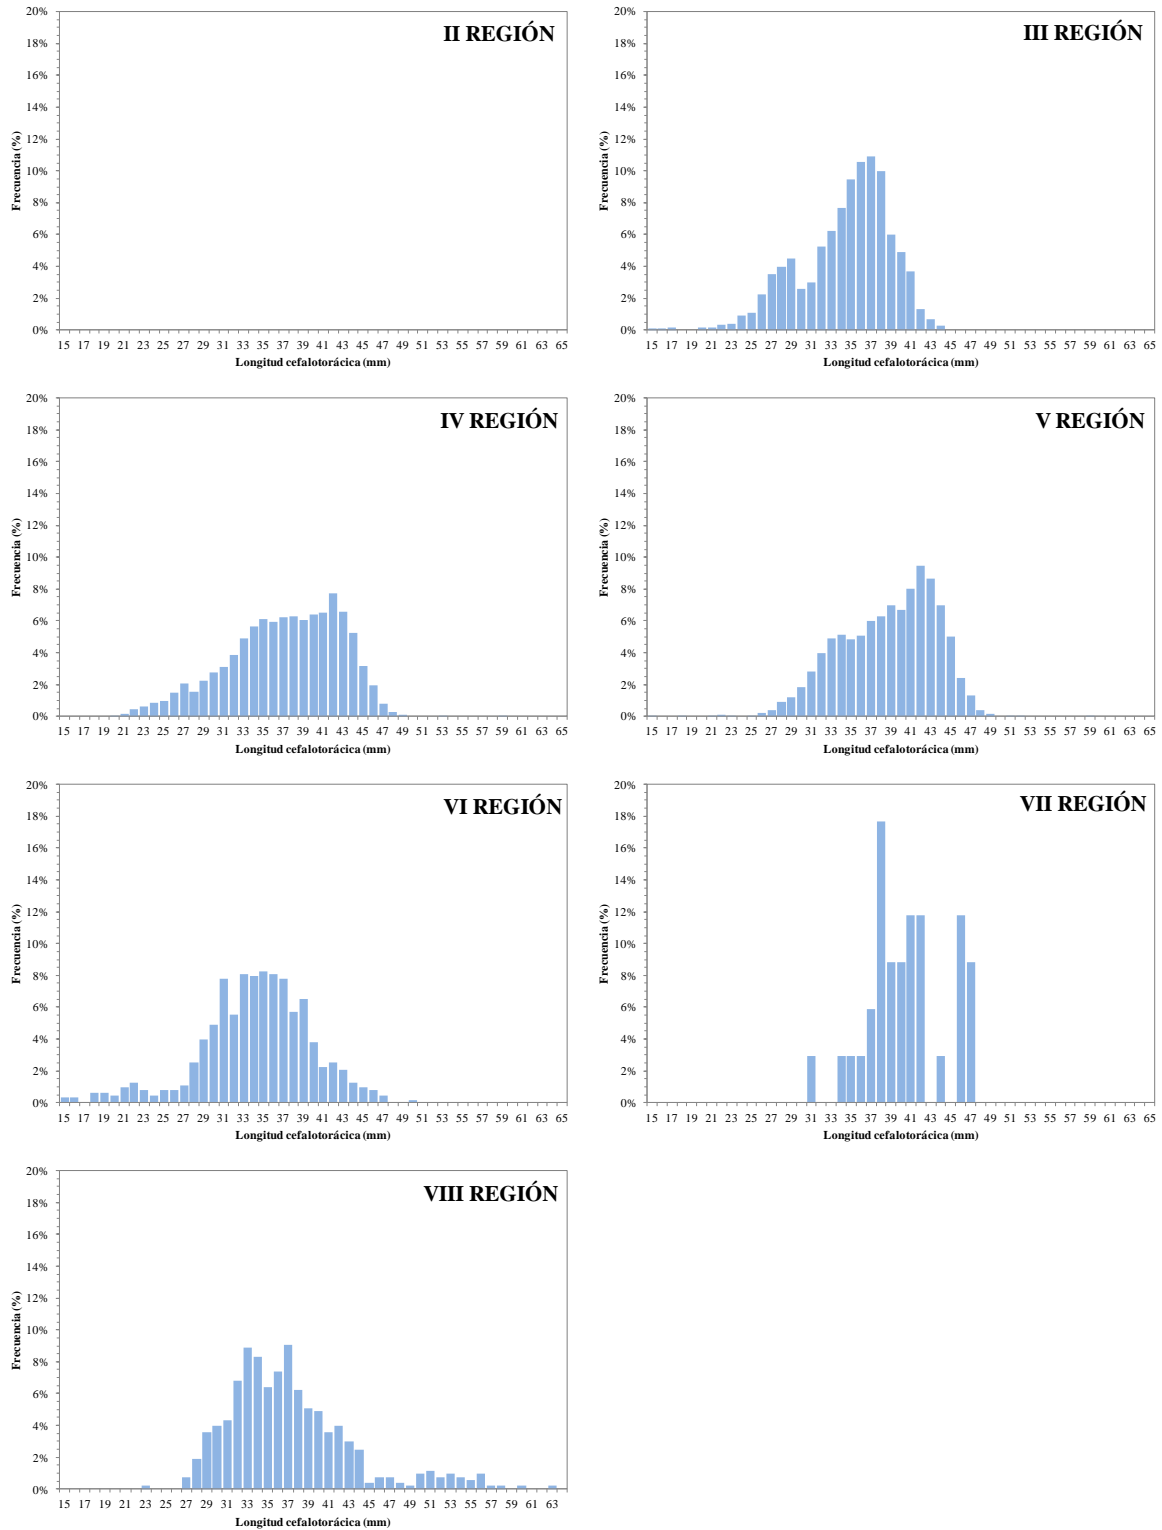 II REGIÓN
Frecuencia (%)
20%
18%
16%
14%
12%
10%
8%
6%
4%
2%
0%
15 17 19 21 23 25 27 29 31 33 35 37 39 41 43 45 47 49 51 53 55 57 59 61 63 65
Longitud cefalotorácica (mm)
III REGIÓN
Frecuencia (%)
20%
18%
16%
14%
12%
10%
8%
6%
4%
2%
0%
15 17 19 21 23 25 27 29 31 33 35 37 39 41 43 45 47 49 51 53 55 57 59 61 63 65
Longitud cefalotorácica (mm)
IV REGIÓN
Frecuencia (%)
20%
18%
16%
14%
12%
10%
8%
6%
4%
2%
0%
15 17 19 21 23 25 27 29 31 33 35 37 39 41 43 45 47 49 51 53 55 57 59 61 63 65
Longitud cefalotorácica (mm)
V REGIÓN
Frecuencia (%)
20%
18%
16%
14%
12%
10%
8%
6%
4%
2%
0%
15 17 19 21 23 25 27 29 31 33 35 37 39 41 43 45 47 49 51 53 55 57 59 61 63 65
Longitud cefalotorácica (mm)
VI REGIÓN
Frecuencia (%)
20%
18%
16%
14%
12%
10%
8%
6%
4%
2%
0%
15 17 19 21 23 25 27 29 31 33 35 37 39 41 43 45 47 49 51 53 55 57 59 61 63 65
Longitud cefalotorácica (mm)
VII REGIÓN
Frecuencia (%)
20%
18%
16%
14%
12%
10%
8%
6%
4%
2%
0%
15 17 19 21 23 25 27 29 31 33 35 37 39 41 43 45 47 49 51 53 55 57 59 61 63 65
Longitud cefalotorácica (mm)
VIII REGIÓN
Frecuencia (%)
20%
18%
16%
14%
12%
10%
8%
6%
4%
2%
0%
15 17 19 21 23 25 27 29 31 33 35 37 39 41 43 45 47 49 51 53 55 57 59 61 63
Longitud cefalotorácica (mm)